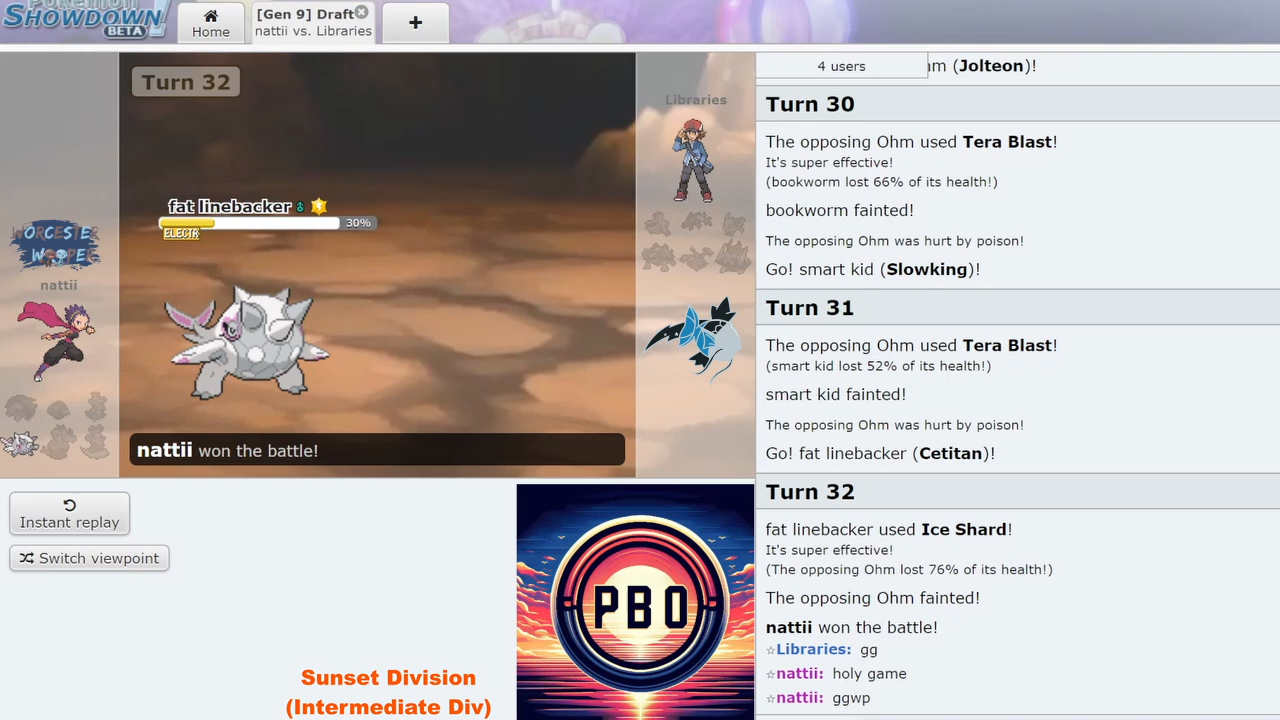 Pokémon
SHOWDOWN
BETA
Home
[Gen 9] Draft
nattii vs. Libraries
+
Turn 32
fat linebacker
30%
ELECTR
nattii won the battle!
WORCESTER
WOOPER
nattii
Libraries
Instant replay
Switch viewpoint
PBO
Sunset Division
(Intermediate Div)
4 users
m (Jolteon)!
Turn 30
The opposing Ohm used Tera Blast!
It's super effective!
(bookworm lost 66% of its health!)
bookworm fainted!
The opposing Ohm was hurt by poison!
Go! smart kid (Slowking)!
Turn 31
The opposing Ohm used Tera Blast!
(smart kid lost 52% of its health!)
smart kid fainted!
The opposing Ohm was hurt by poison!
Go! fat linebacker (Cetitan)!
Turn 32
fat linebacker used Ice Shard!
It's super effective!
(The opposing Ohm lost 76% of its health!)
The opposing Ohm fainted!
nattii won the battle!
☆Libraries: gg
☆nattii: holy game
☆nattii: ggwp